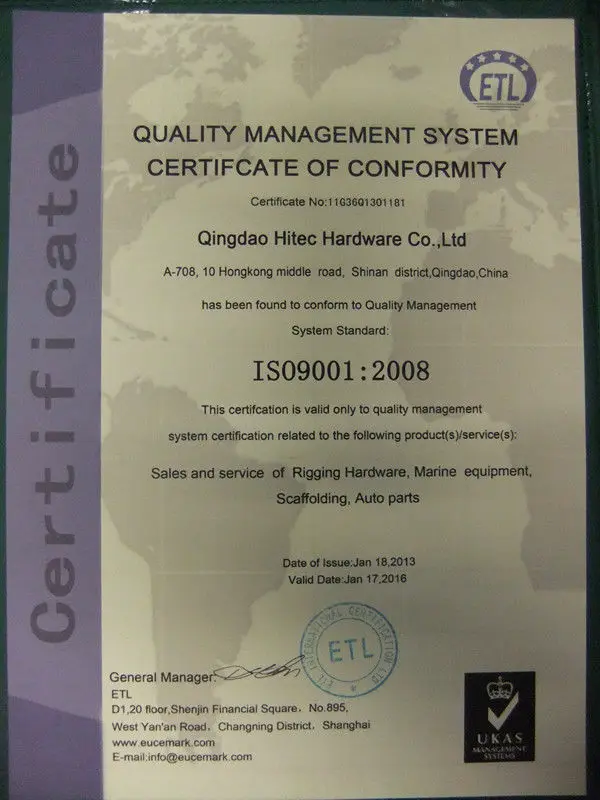 Certificate
ETL
QUALITY MANAGEMENT SYSTEM
CERTIFCATE OF CONFORMITY
Certificate No:11G36Q1301181
Qingdao Hitec Hardware Co.,Ltd
A-708, 10 Hongkong middle road, Shinan district,Qingdao,China
has been found to conform to Quality Management
System Standard:
ISO9001:2008
This certifcation is valid only to quality management
system certification related to the following product(s)/service(s):
Sales and service of Rigging Hardware, Marine equipment,
Scaffolding, Auto parts
Date of Issue:Jan 18,2013
Valid Date:Jan 17,2016
ETL INTERNATIONAL CERTIFICATION LTD
ETL
General Manager:
ETL
D1,20 floor,Shenjin Financial Square, No.895,
West Yan'an Road, Changning District, Shanghai
www.eucemark.com
E-mail:info@eucemark.com
UKAS
MANAGEMENT
SYSTEMS